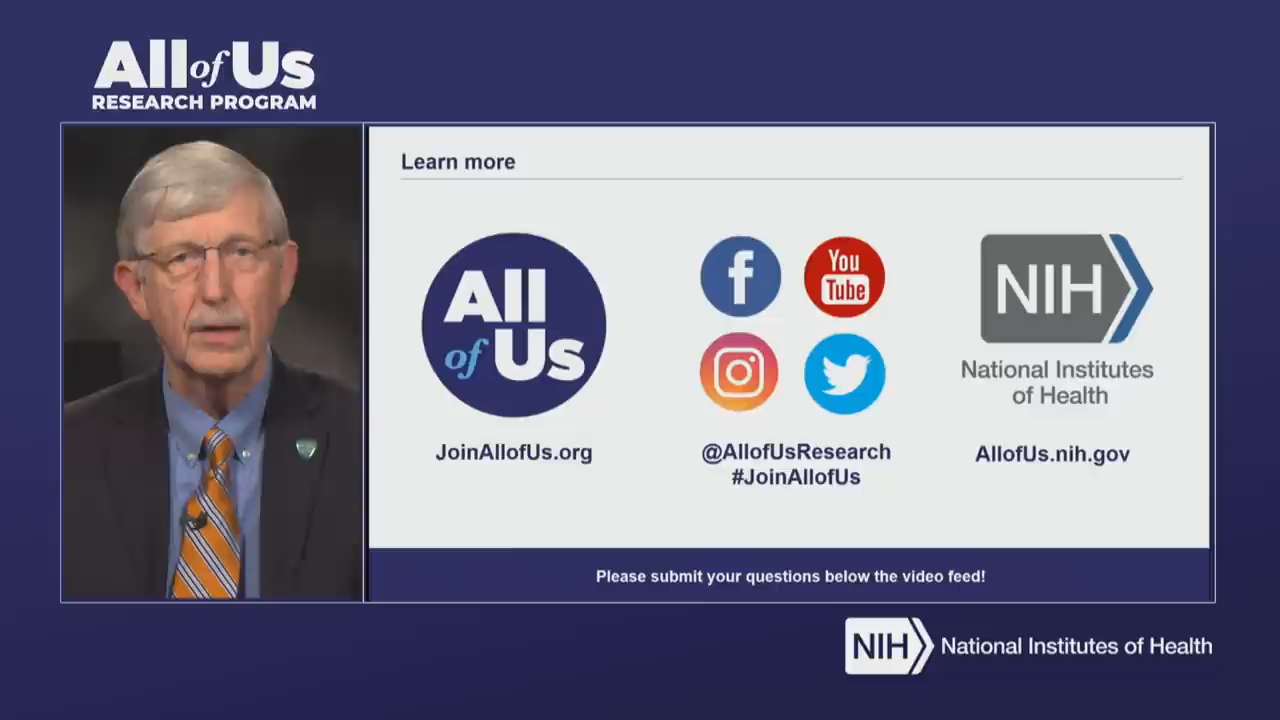 All of Us
RESEARCH PROGRAM
Learn more
All
of Us
JoinAllofUs.org
f
You
Tube
@AllofUsResearch
#JoinAllofUs
NIH
National Institutes
of Health
AllofUs.nih.gov
Please submit your questions below the video feed!
NIH National Institutes of Health